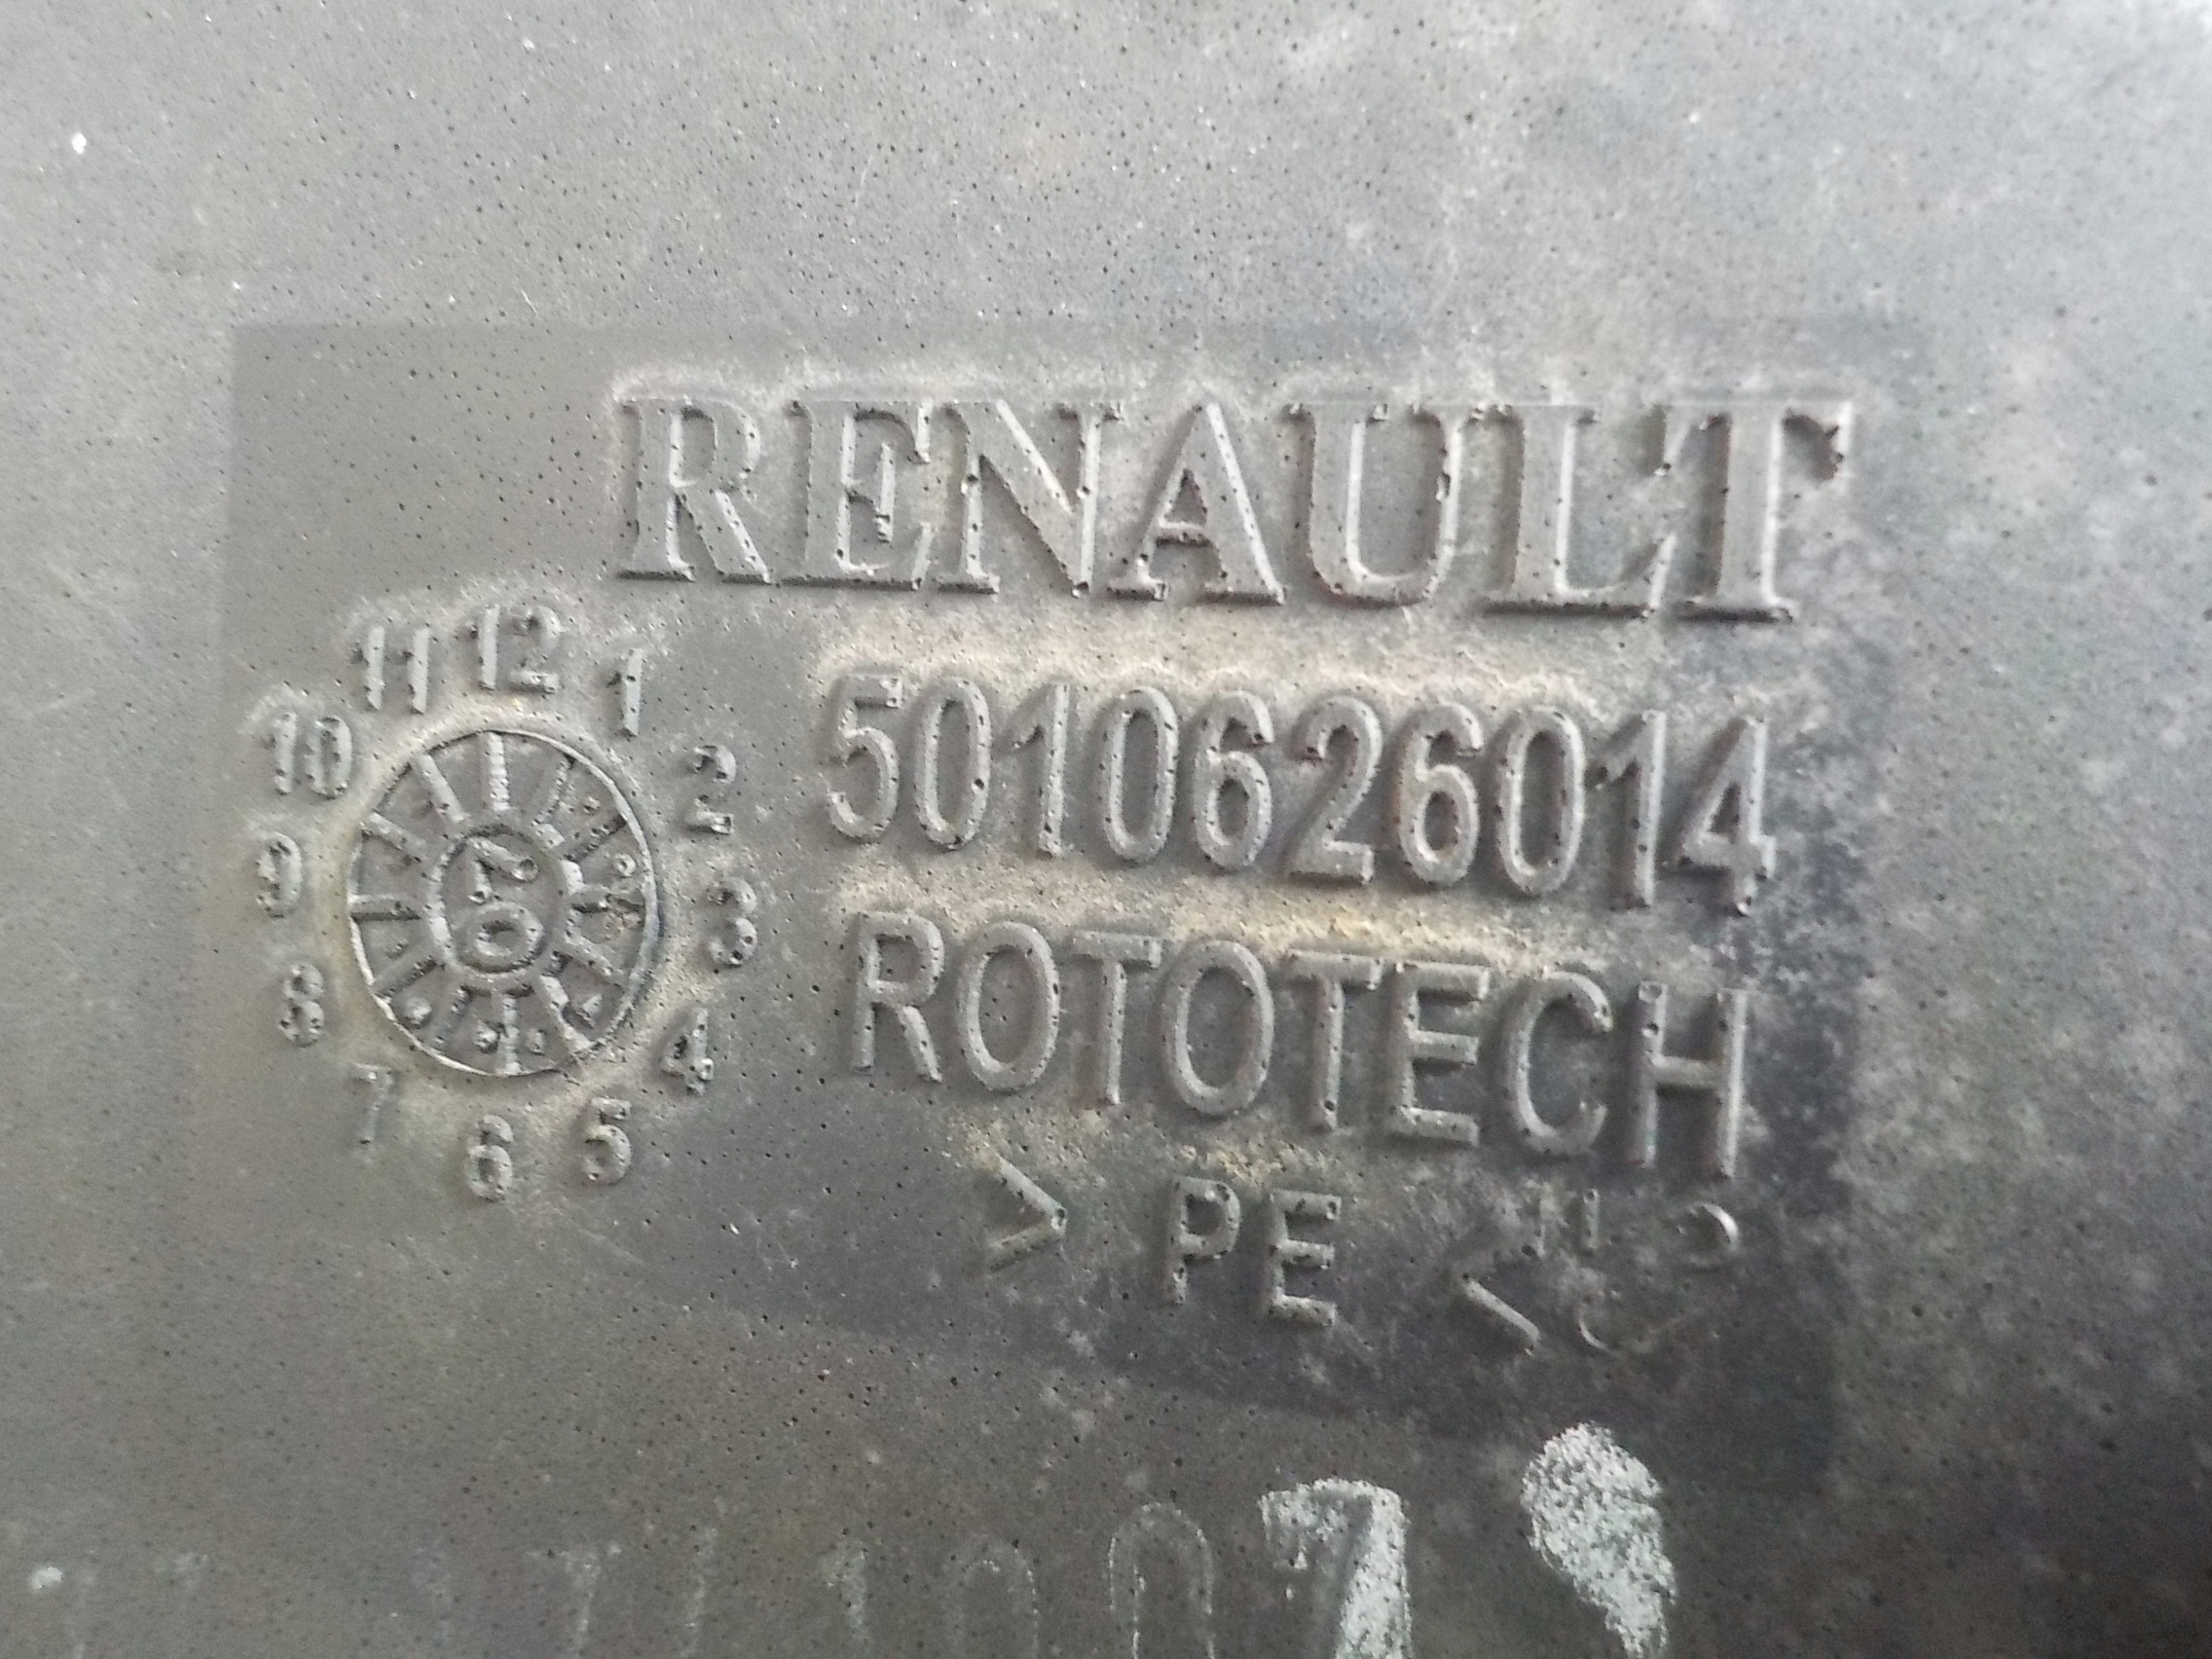 RENAULT
11 12 1
10 2
9 3
8 4
7 6 5
5010626014
ROTOTECH
> PE <